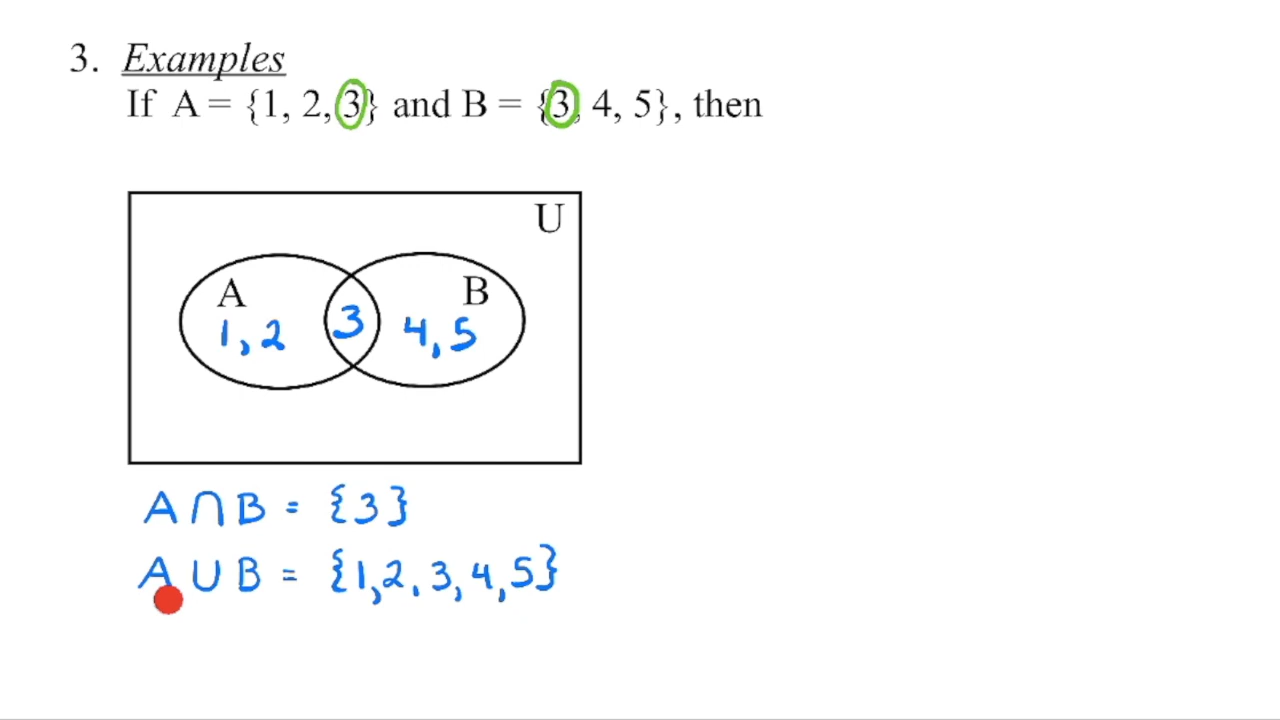 3. Examples
If A = {1, 2, 3} and B = {3, 4, 5}, then
U
A B
1, 2 3 4, 5
A ∩ B = {3}
A ∪ B = {1, 2, 3, 4, 5}